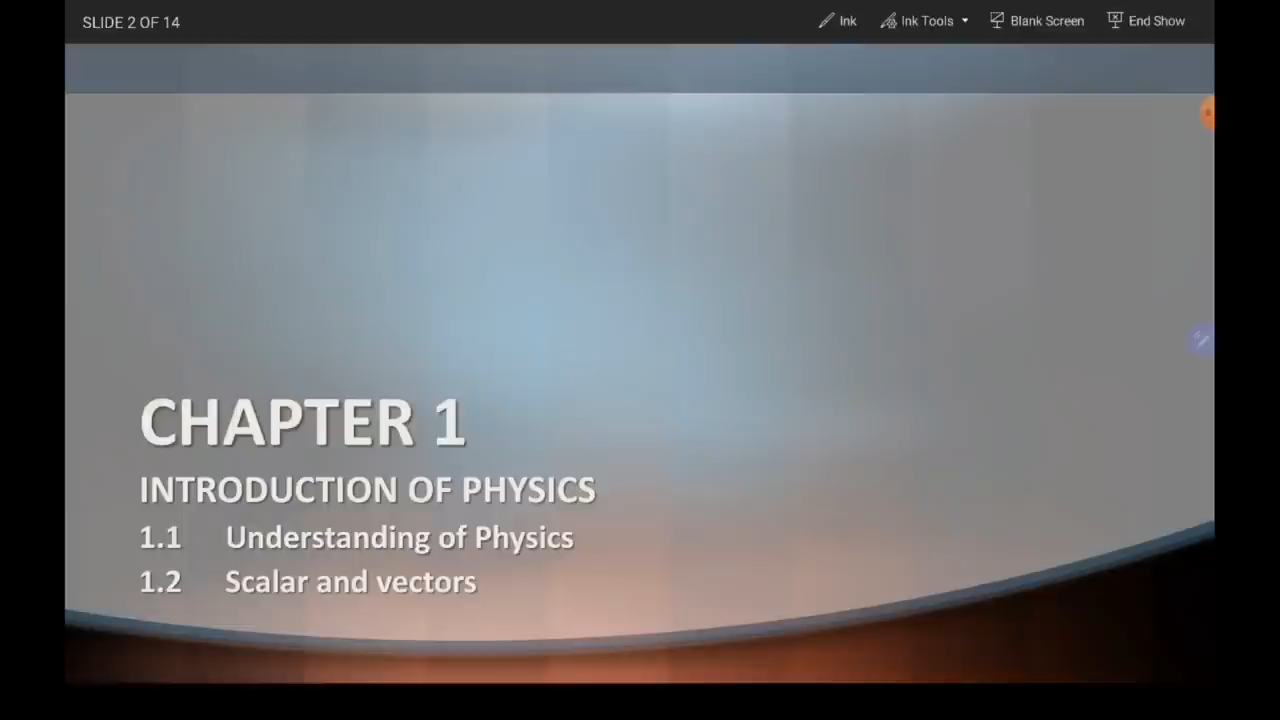 SLIDE 2 OF 14
Ink
Ink Tools
Blank Screen
End Show
CHAPTER 1
INTRODUCTION OF PHYSICS
1.1 Understanding of Physics
1.2 Scalar and vectors